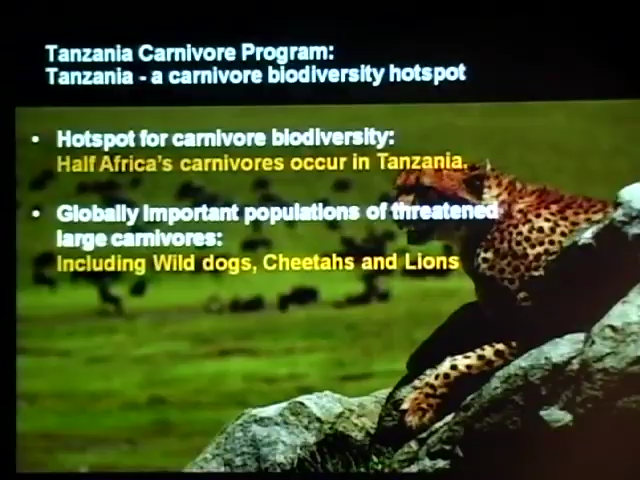 Tanzania Carnivore Program:
Tanzania - a carnivore biodiversity hotspot
• Hotspot for carnivore biodiversity:
Half Africa's carnivores occur in Tanzania.
• Globally important populations of threatened
large carnivores:
Including Wild dogs, Cheetahs and Lions